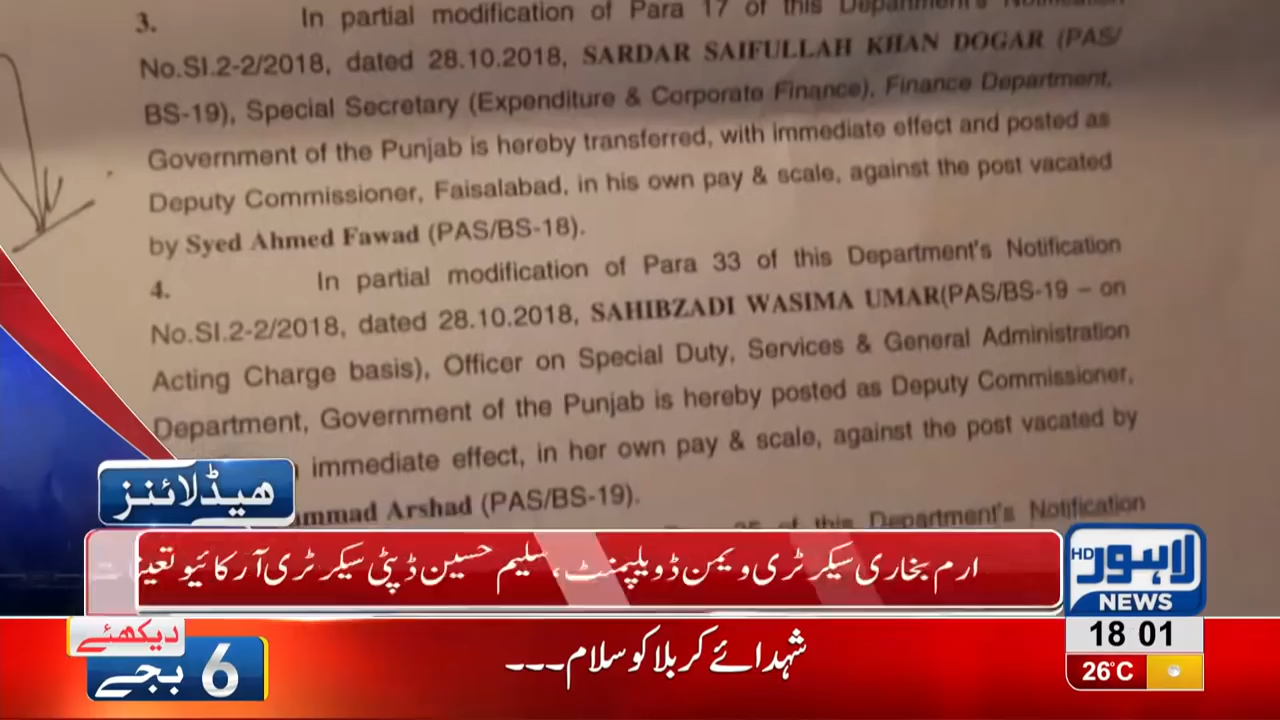 3. In partial modification of Para 17 of this Department's Notification
No.SI.2-2/2018, dated 28.10.2018, SARDAR SAIFULLAH KHAN DOGAR (PAS/
BS-19), Special Secretary (Expenditure & Corporate Finance), Finance Department,
Government of the Punjab is hereby transferred, with immediate effect and posted as
Deputy Commissioner, Faisalabad, in his own pay & scale, against the post vacated
by Syed Ahmed Fawad (PAS/BS-18).
4. In partial modification of Para 33 of this Department's Notification
No.SI.2-2/2018, dated 28.10.2018, SAHIBZADI WASIMA UMAR(PAS/BS-19 – on
Acting Charge basis), Officer on Special Duty, Services & General Administration
Department, Government of the Punjab is hereby posted as Deputy Commissioner,
immediate effect, in her own pay & scale, against the post vacated by
Arshad (PAS/BS-19).
of this Department's Notification
ہیڈلائنز
ارم بخاری سیکرٹری ویمن ڈویلپمنٹ، سلیم حسین ڈپٹی سیکرٹری آرکائیو
لاہور HD
NEWS
18 01
26°C
دیکھئے
6 بجے
شہدائے کربلا کو سلام۔۔۔